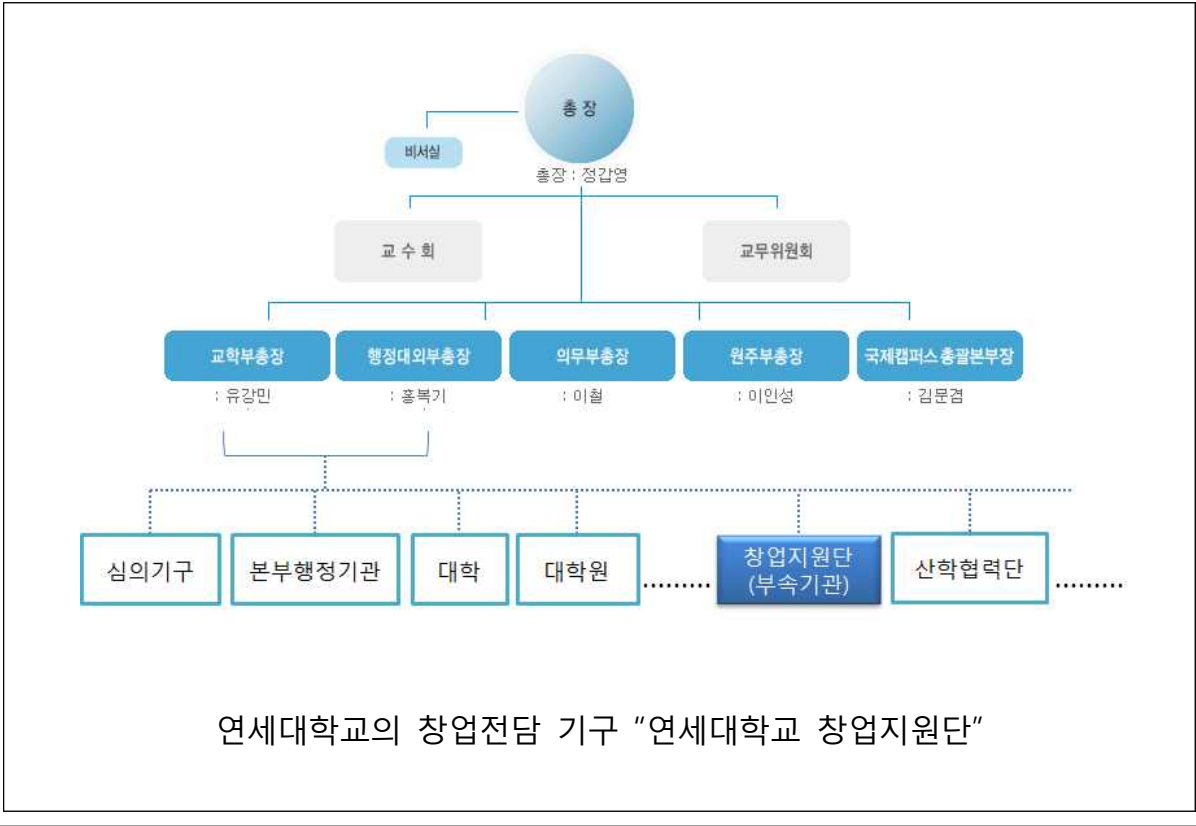 총 장
비서실
총장 : 정갑영
교 수 회
교무위원회
교학부총장
행정대외부총장
의무부총장
원주부총장
국제캠퍼스총괄본부장
: 유강민
: 홍복기
: 이철
: 이인성
: 김문겸
심의기구
본부행정기관
대학
대학원
.........
창업지원단
(부속기관)
산학협력단
.........
연세대학교의 창업전담 기구 "연세대학교 창업지원단"